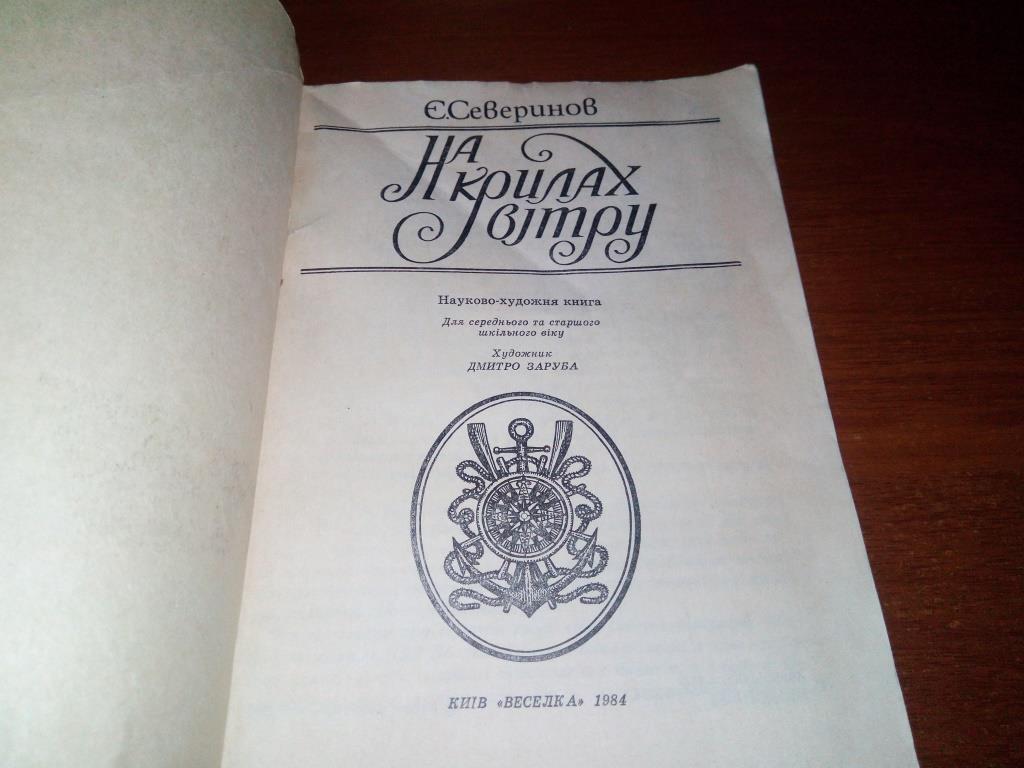 Є.Северинов
На
крилах
вітру
Науково-художня книга
Для середнього та старшого
шкільного віку
Художник
ДМИТРО ЗАРУБА
КИЇВ «ВЕСЕЛКА» 1984